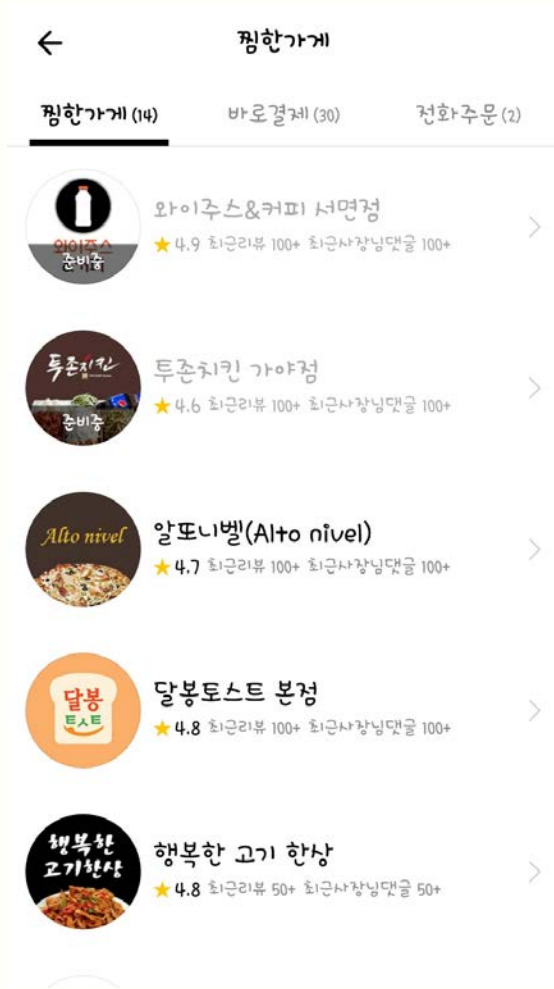 찜한가게
찜한가게 (14) 바로결제 (30) 전화주문 (2)
와이주스
준비중
와이주스&커피 서면점
4.9 최근리뷰 100+ 최근사장님댓글 100+
투존치킨
준비중
투존치킨 가야점
4.6 최근리뷰 100+ 최근사장님댓글 100+
Alto nivel
알또니벨(Alto nivel)
4.7 최근리뷰 100+ 최근사장님댓글 100+
달봉
토스트
달봉토스트 본점
4.8 최근리뷰 100+ 최근사장님댓글 100+
행복한
고기한상
행복한 고기 한상
4.8 최근리뷰 50+ 최근사장님댓글 50+